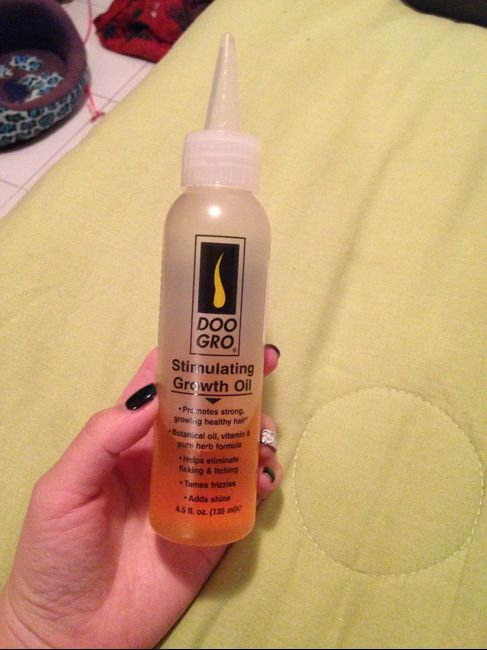 DOO
GRO®
Stimulating
Growth Oil
• Promotes strong,
growing healthy hair*
• Botanical oil, vitamin &
pure herb formula
• Helps eliminate
flaking & itching
• Tames frizzies
• Adds shine
4.5 fl. oz. (135 ml)℮